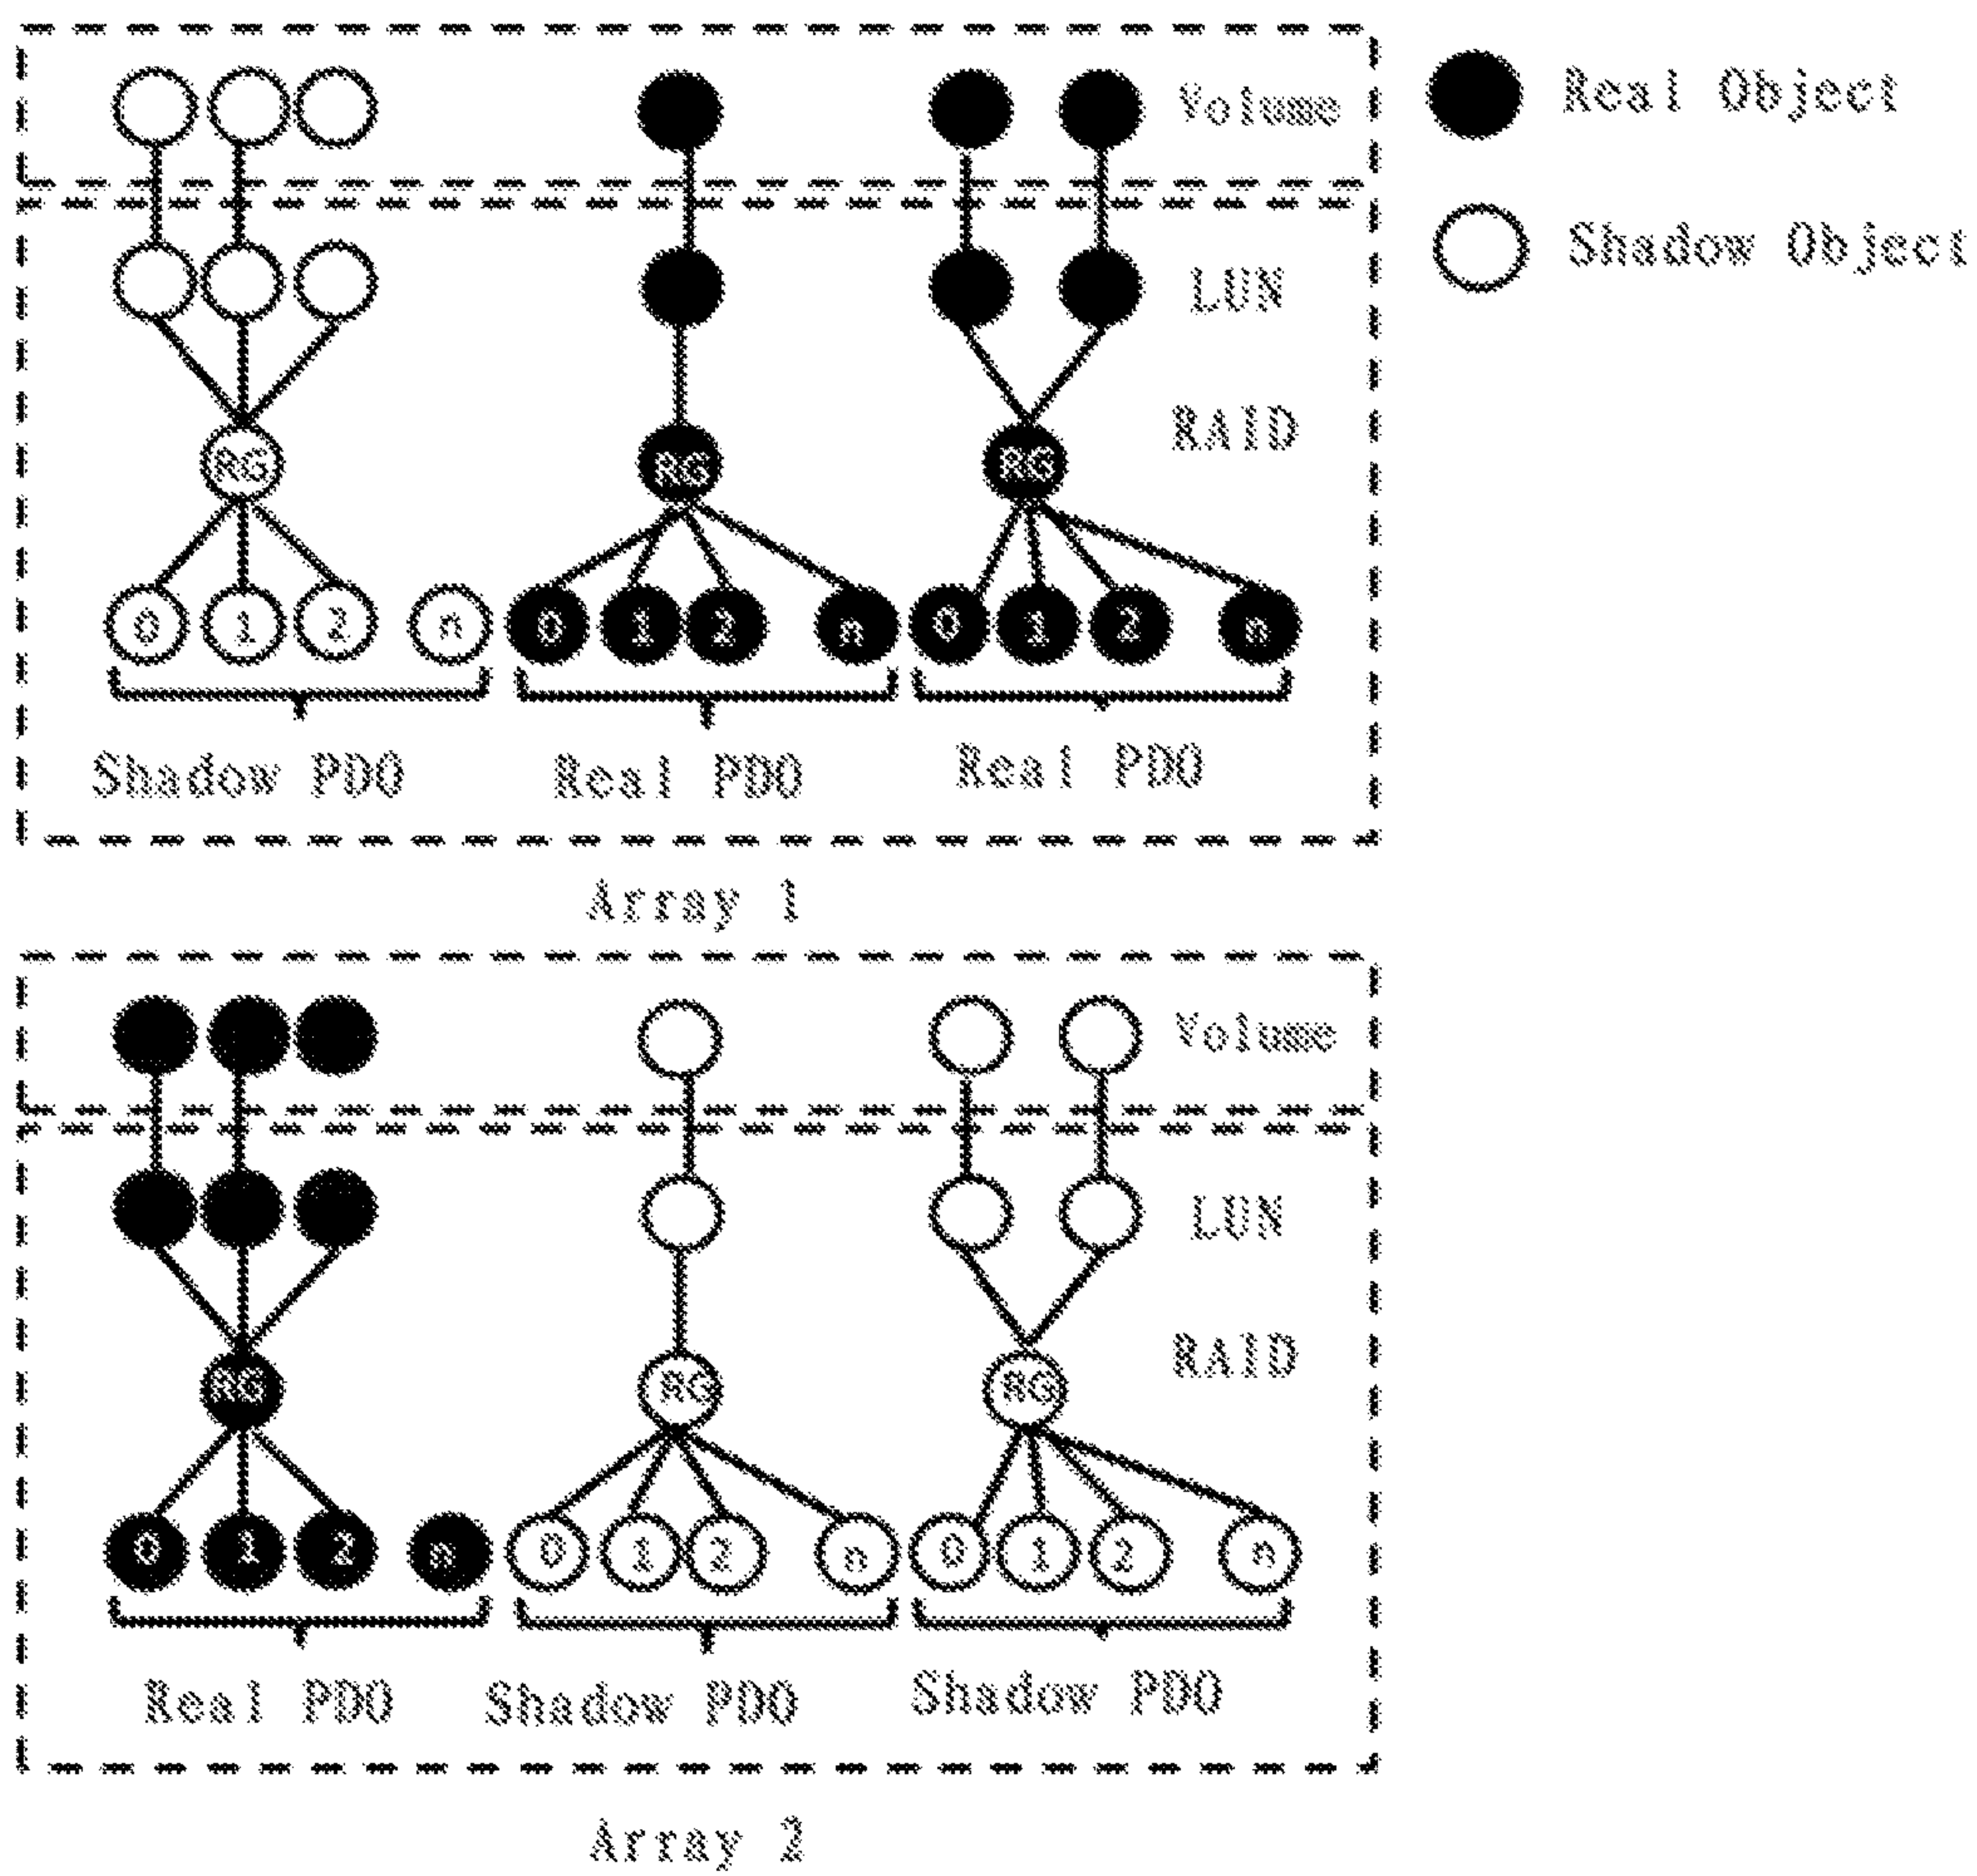 Volume
Real Object
LUN
Shadow Object
RAID
RG RG RG
0 1 2 n 0 1 2 n 0 1 2 n
Shadow PDO Real PDO Real PDO
Array 1
Volume
LUN
RAID
RG RG RG
0 1 2 n 0 1 2 n 0 1 2 n
Real PDO Shadow PDO Shadow PDO
Array 2